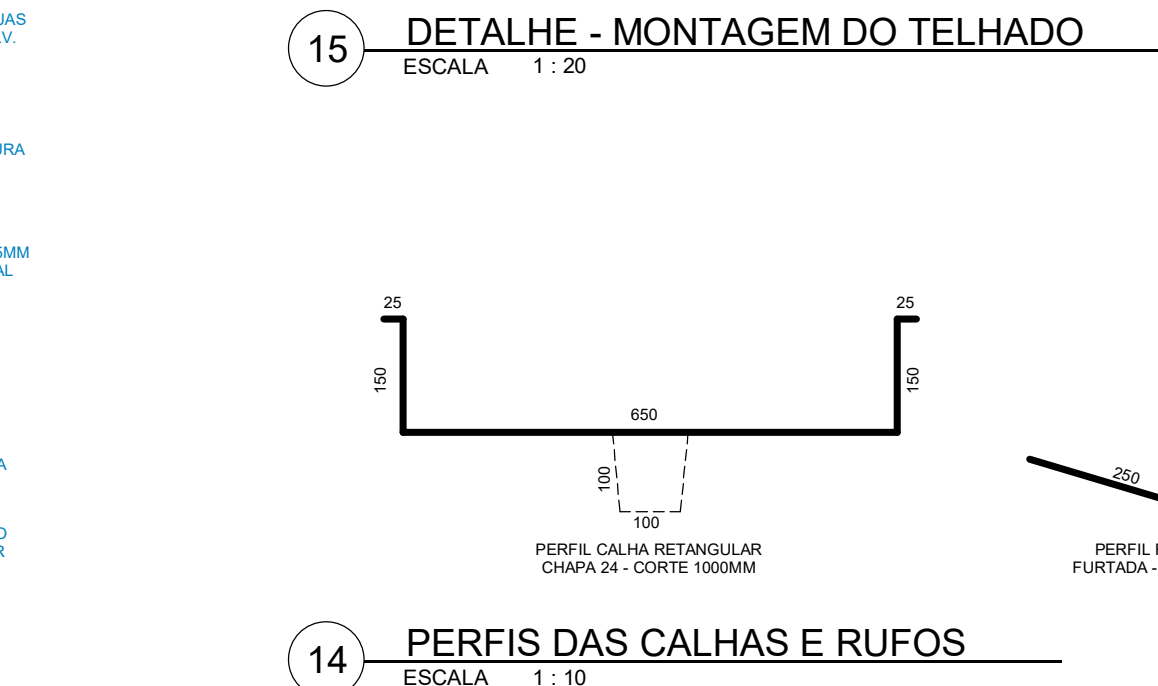 15
DETALHE - MONTAGEM DO TELHADO
ESCALA 1 : 20
25
25
150
150
650
100
100
PERFIL CALHA RETANGULAR
CHAPA 24 - CORTE 1000MM
250
PERFIL
FURTADA -
14
PERFIS DAS CALHAS E RUFOS
ESCALA 1 : 10